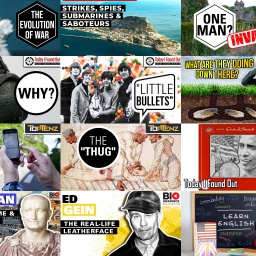 THE
EVOLUTION
OF WAR
STRIKES, SPIES,
SUBMARINES &
SABOTEURS
ONE
MAN?
INVA
Today I Found Out
WHY?
Today I Found Out
"LITTLE
BULLETS"
WHAT ARE THEY DOING
DOWN THERE?
TOPTENZ
TOPTENZ
THE
"THUG"
Today I Found Out
AN
ME &
ED
GEIN
THE REAL-LIFE
LEATHERFACE
BIO
LEARN
ENGLISH